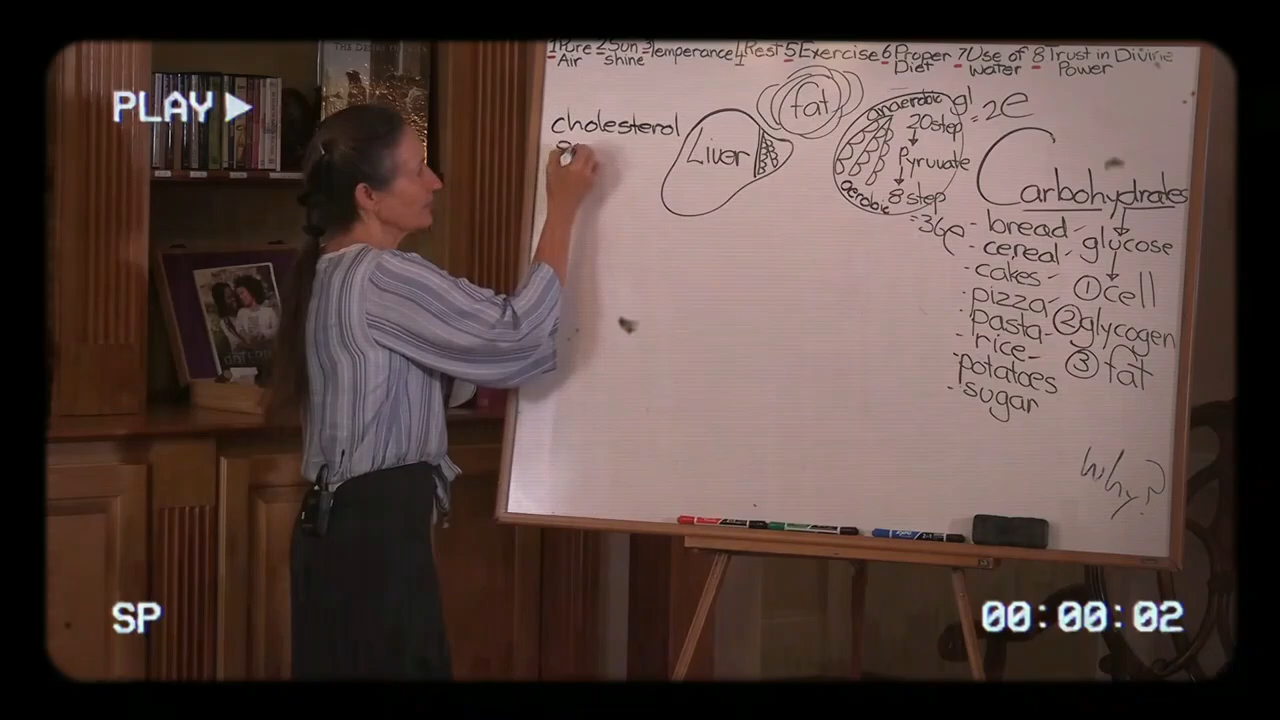 PLAY
1 Pure Air 2 Sunshine 3 Temperance 4 Rest 5 Exercise 6 Proper Diet 7 Use of Water 8 Trust in Divine Power
cholesterol
Liver
fat
anaerobic gl
20 step
= 2e
Pyruvate
aerobic 8 step
= 36e
Carbohydrates
- bread
- cereal
- cakes
- pizza
- pasta
- rice
- potatoes
- sugar
glucose
① cell
② glycogen
③ fat
Why?
SP
00:00:02